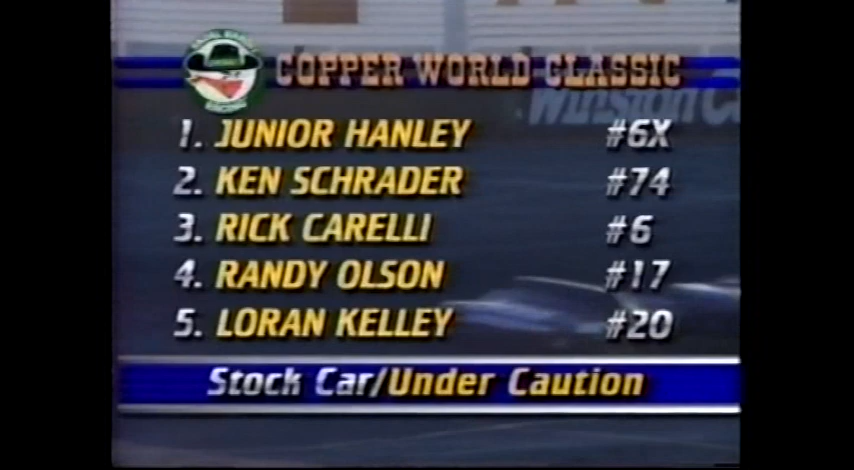 COPPER WORLD CLASSIC
1. JUNIOR HANLEY #6X
2. KEN SCHRADER #74
3. RICK CARELLI #6
4. RANDY OLSON #17
5. LORAN KELLEY #20
Stock Car/Under Caution
Winston